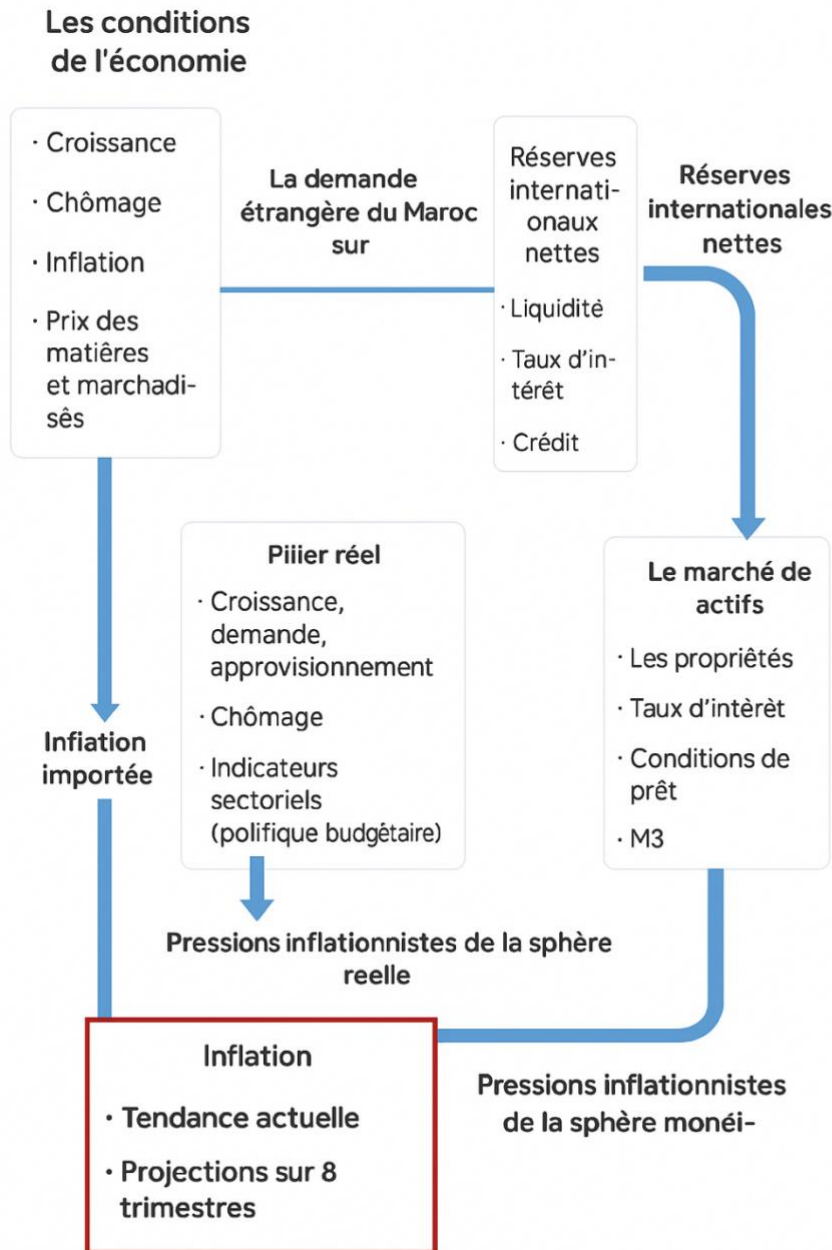 Les conditions
de l'économie
· Croissance
· Chômage
· Inflation
· Prix des
matières
et marchadi-
sês
La demande
étrangère du Maroc
sur
Réserves
internati-
onaux
nettes
· Liquidité
· Taux d'in-
térêt
· Crédit
Réserves
internationales
nettes
Piiier réel
· Croissance,
demande,
approvisionnement
· Chômage
· Indicateurs
sectoriels
(polifique budgétaire)
Le marché de
actifs
· Les propriêtés
· Taux d'intèrèt
· Conditions de
prêt
· M3
Infiation
importée
Pressions inflationnistes de la sphère
reelle
Inflation
· Tendance actuelle
· Projections sur 8
trimestres
Pressions inflationnistes
de la sphère monéi-